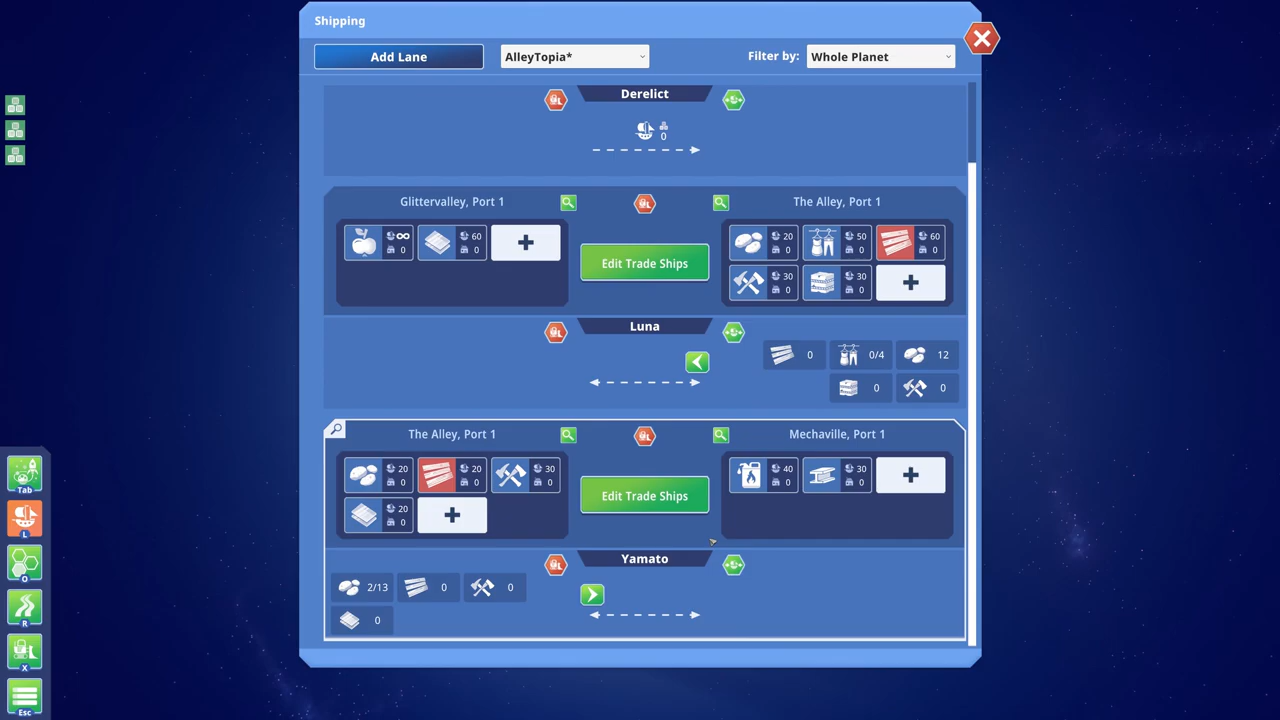 Shipping
Add Lane
AlleyTopia*
Filter by:
Whole Planet
Derelict
0
Glittervalley, Port 1
The Alley, Port 1
∞ 0
60 0
Edit Trade Ships
20 0
50 0
60 0
30 0
30 0
Luna
0
0/4
12
0
0
The Alley, Port 1
Mechaville, Port 1
20 0
20 0
30 0
20 0
Edit Trade Ships
40 0
30 0
Yamato
2/13
0
0
0
Tab
L
O
R
X
Esc